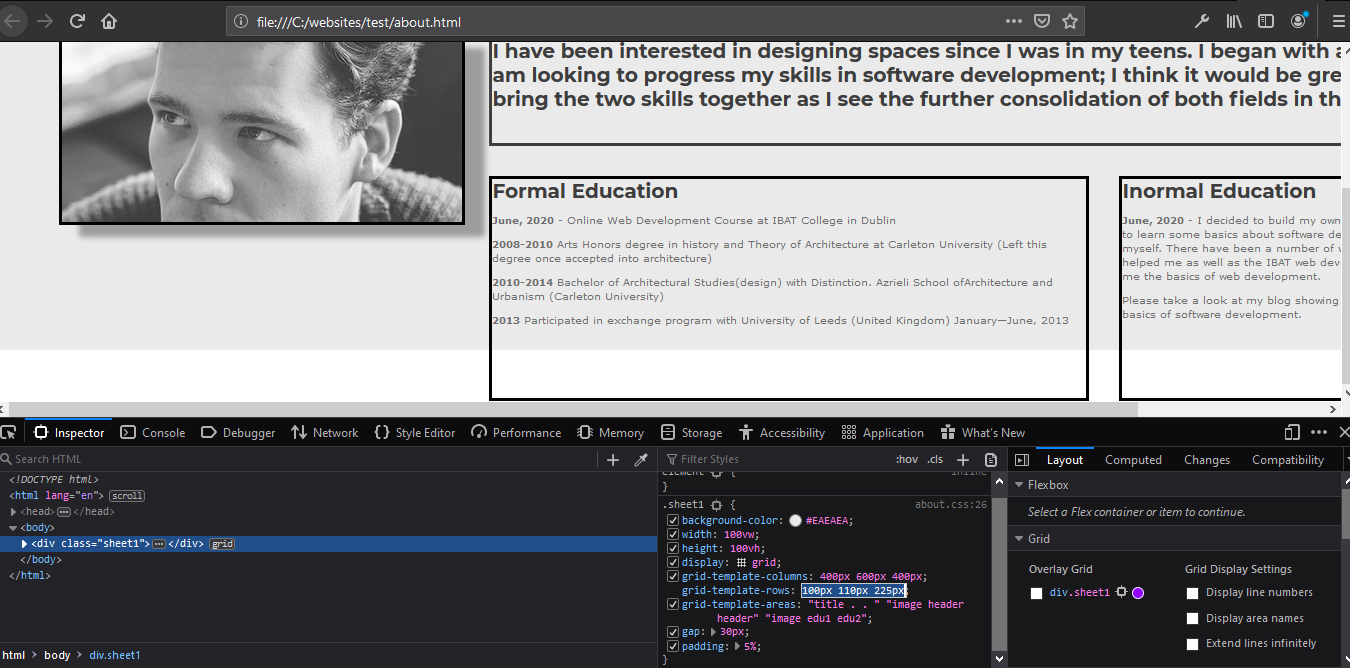 file:///C:/websites/test/about.html
I have been interested in designing spaces since I was in my teens. I began with a
am looking to progress my skills in software development; I think it would be gre
bring the two skills together as I see the further consolidation of both fields in th
Formal Education
June, 2020 - Online Web Development Course at IBAT College in Dublin
2008-2010 Arts Honors degree in history and Theory of Architecture at Carleton University (Left this
degree once accepted into architecture)
2010-2014 Bachelor of Architectural Studies(design) with Distinction. Azrieli School ofArchitecture and
Urbanism (Carleton University)
2013 Participated in exchange program with University of Leeds (United Kingdom) January—June, 2013
Inormal Education
June, 2020 - I decided to build my own
to learn some basics about software de
myself. There have been a number of w
helped me as well as the IBAT web dev
me the basics of web development.
Please take a look at my blog showing
basics of software development.
Inspector Console Debugger Network Style Editor Performance Memory Storage Accessibility Application What's New
Search HTML
<!DOCTYPE html>
<html lang="en"> scroll
<head> ••• </head>
<body>
<div class="sheet1"> ••• </div> grid
</body>
</html>
html > body > div.sheet1
Filter Styles :hov .cls +
element { inline
}
.sheet1 { about.css:26
background-color: #EAEAEA;
width: 100vw;
height: 100vh;
display: grid;
grid-template-columns: 400px 600px 400px;
grid-template-rows: 100px 110px 225px;
grid-template-areas: "title . . " "image header
header" "image edu1 edu2";
gap: 30px;
padding: 5%;
}
Layout Computed Changes Compatibility
Flexbox
Select a Flex container or item to continue.
Grid
Overlay Grid
div.sheet1
Grid Display Settings
Display line numbers
Display area names
Extend lines infinitely